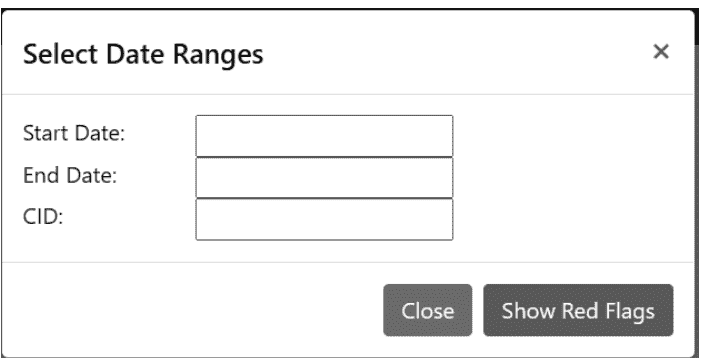 Select Date Ranges ×
Start Date:
End Date:
CID:
Close Show Red Flags